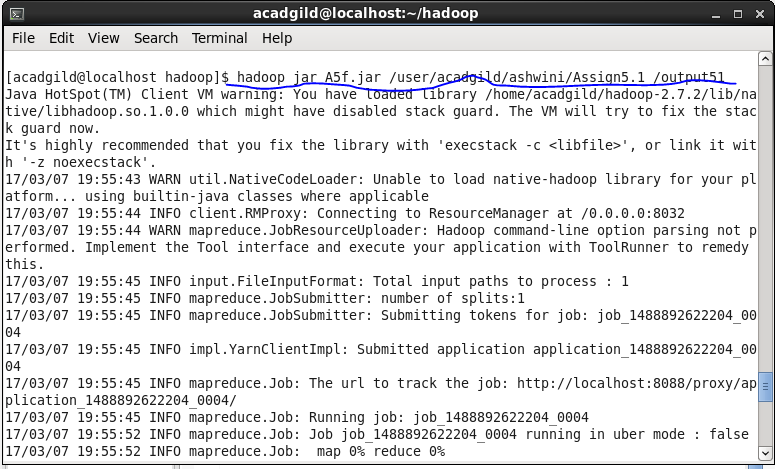 acadgild@localhost:~/hadoop
File Edit View Search Terminal Help
[acadgild@localhost hadoop]$ hadoop jar A5f.jar /user/acadgild/ashwini/Assign5.1 /output51
Java HotSpot(TM) Client VM warning: You have loaded library /home/acadgild/hadoop-2.7.2/lib/na
tive/libhadoop.so.1.0.0 which might have disabled stack guard. The VM will try to fix the stac
k guard now.
It's highly recommended that you fix the library with 'execstack -c <libfile>', or link it wit
h '-z noexecstack'.
17/03/07 19:55:43 WARN util.NativeCodeLoader: Unable to load native-hadoop library for your pl
atform... using builtin-java classes where applicable
17/03/07 19:55:44 INFO client.RMProxy: Connecting to ResourceManager at /0.0.0.0:8032
17/03/07 19:55:44 WARN mapreduce.JobResourceUploader: Hadoop command-line option parsing not p
erformed. Implement the Tool interface and execute your application with ToolRunner to remedy
this.
17/03/07 19:55:45 INFO input.FileInputFormat: Total input paths to process : 1
17/03/07 19:55:45 INFO mapreduce.JobSubmitter: number of splits:1
17/03/07 19:55:45 INFO mapreduce.JobSubmitter: Submitting tokens for job: job_1488892622204_00
04
17/03/07 19:55:45 INFO impl.YarnClientImpl: Submitted application application_1488892622204_00
04
17/03/07 19:55:45 INFO mapreduce.Job: The url to track the job: http://localhost:8088/proxy/ap
plication_1488892622204_0004/
17/03/07 19:55:45 INFO mapreduce.Job: Running job: job_1488892622204_0004
17/03/07 19:55:52 INFO mapreduce.Job: Job job_1488892622204_0004 running in uber mode : false
17/03/07 19:55:52 INFO mapreduce.Job:  map 0% reduce 0%